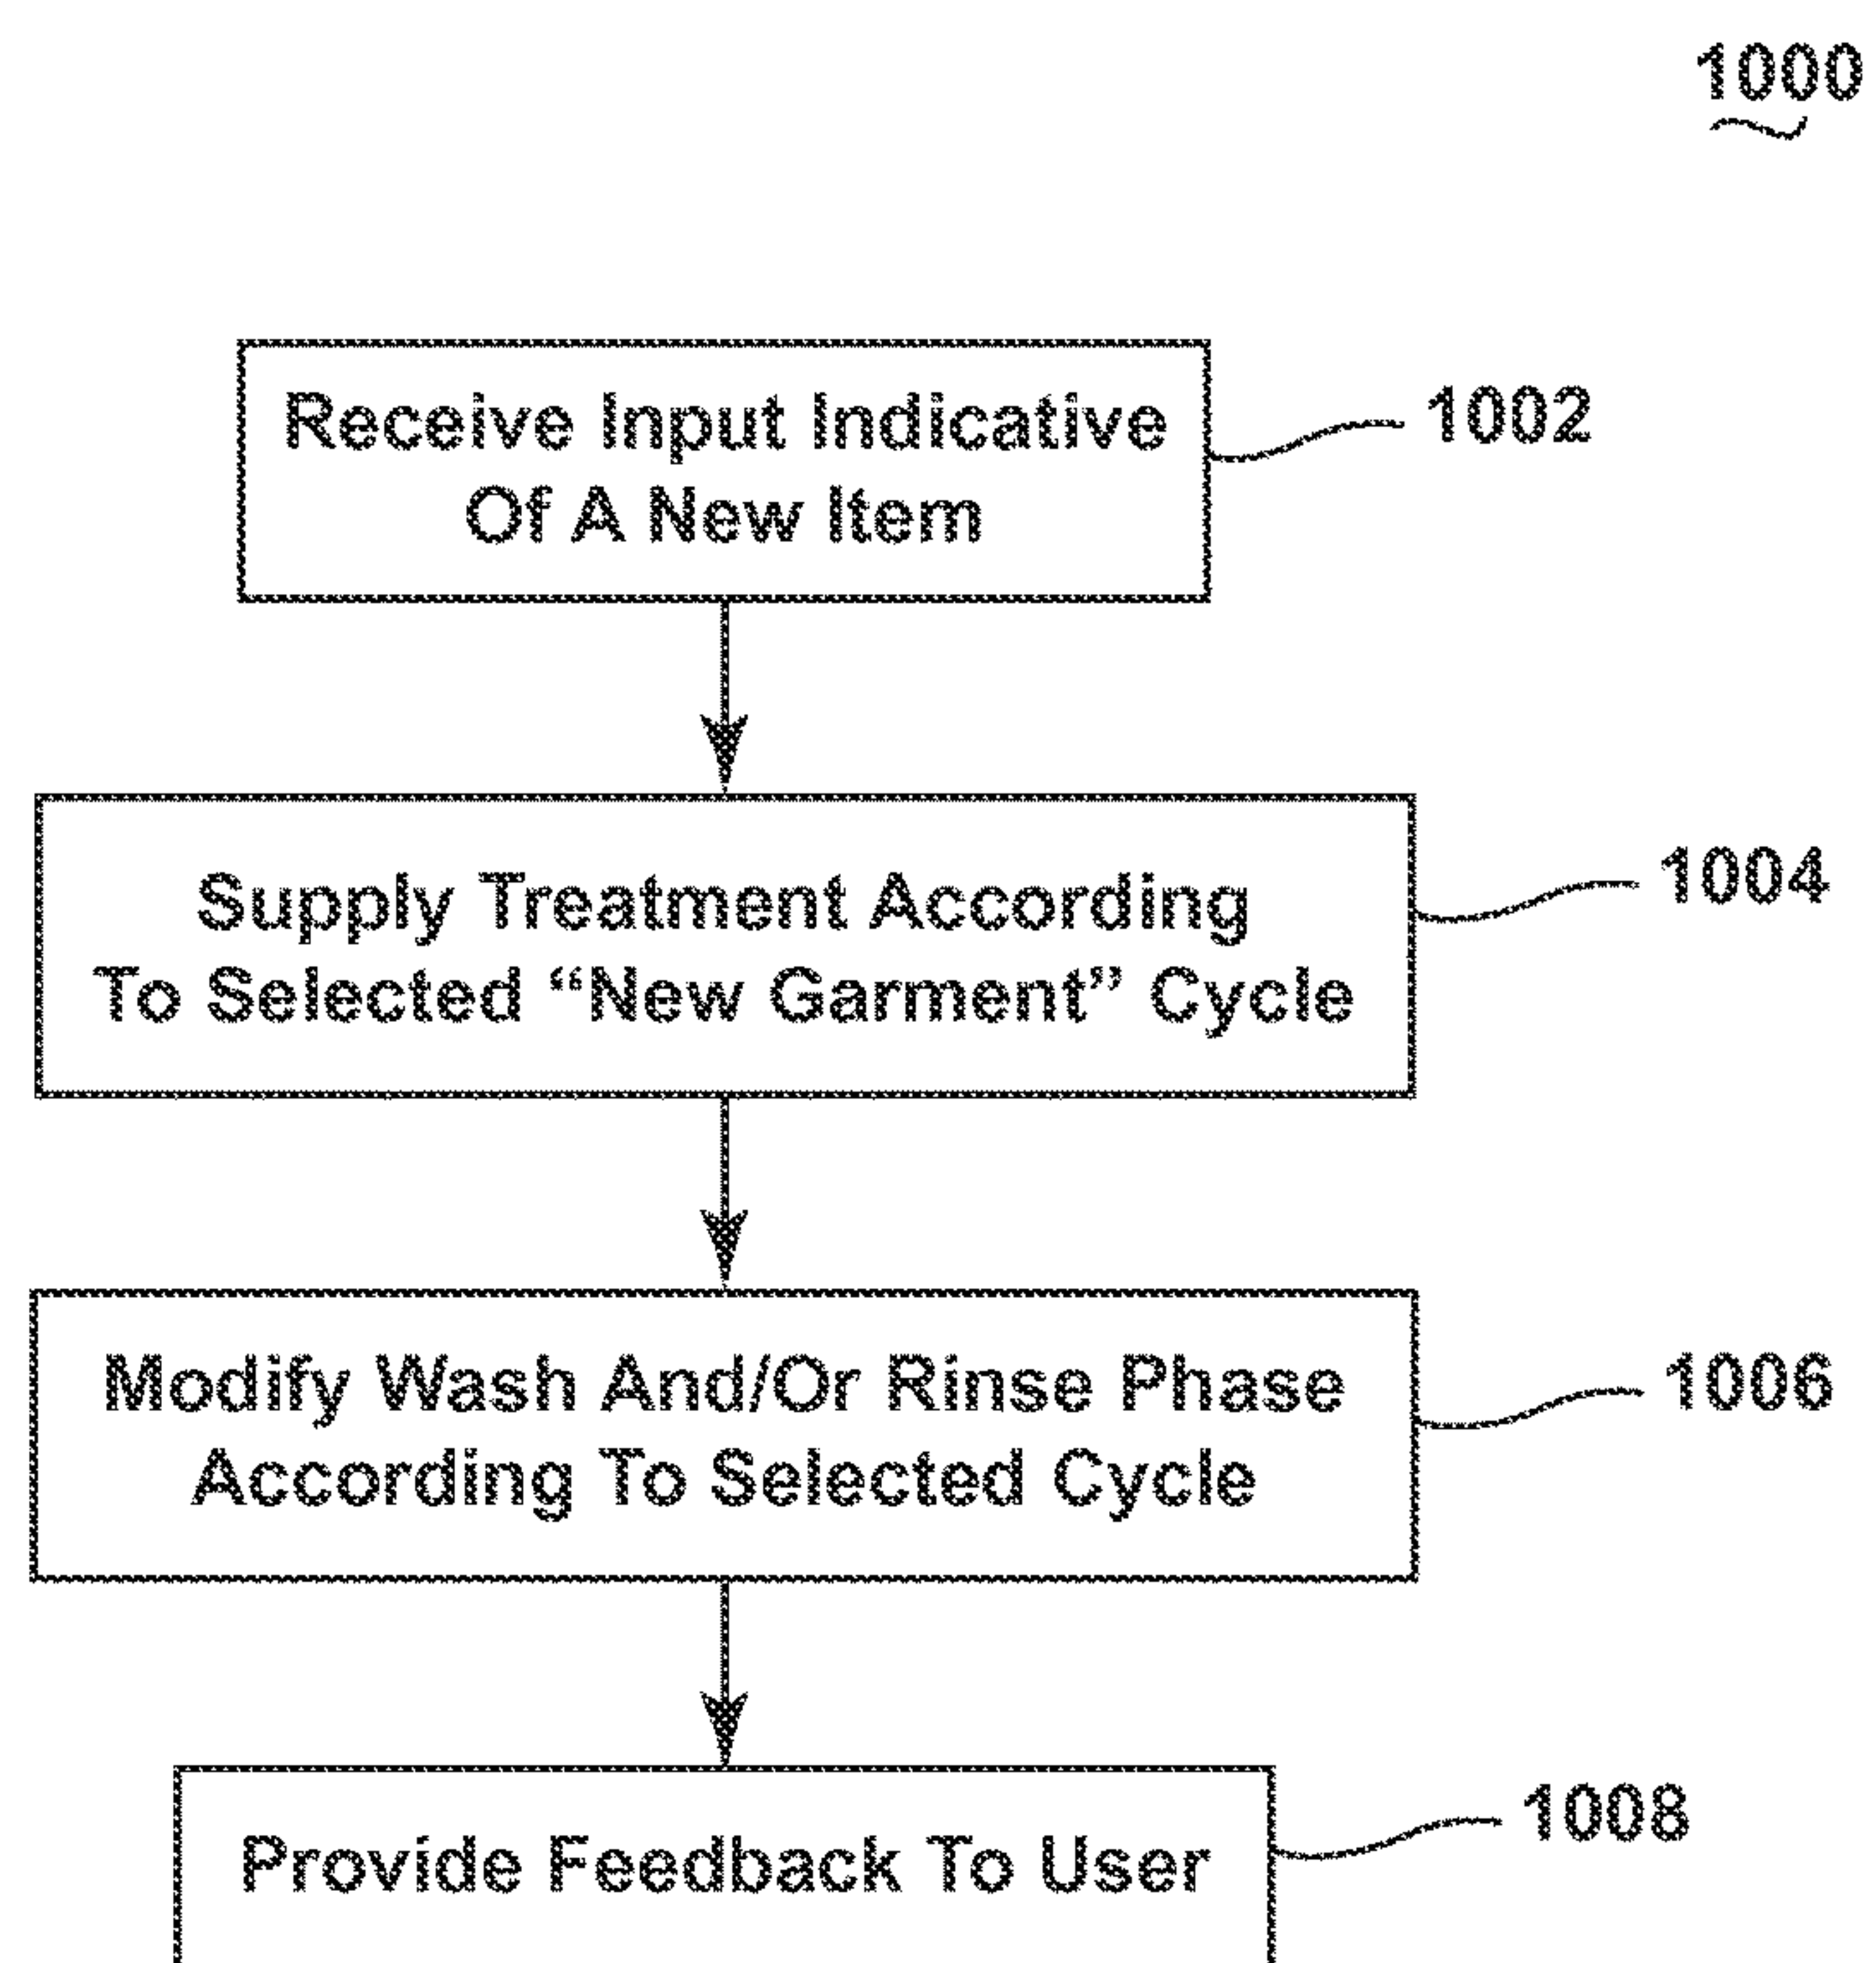 1000
Receive Input Indicative
Of A New Item
1002
Supply Treatment According
To Selected “New Garment” Cycle
1004
Modify Wash And/Or Rinse Phase
According To Selected Cycle
1006
Provide Feedback To User
1008